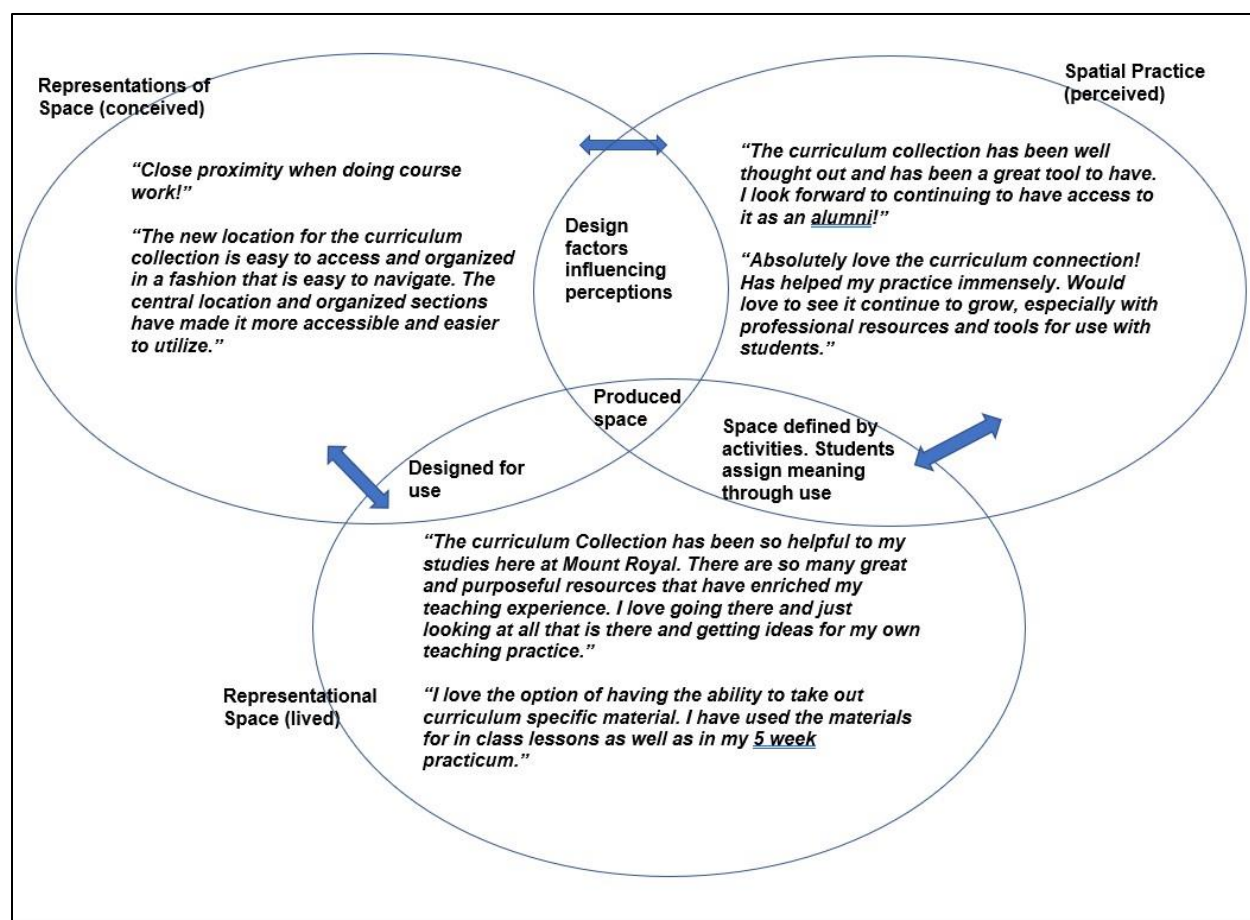 Representations of
Space (conceived)
Spatial Practice
(perceived)
“Close proximity when doing course
work!”
“The new location for the curriculum
collection is easy to access and organized
in a fashion that is easy to navigate. The
central location and organized sections
have made it more accessible and easier
to utilize.”
Design
factors
influencing
perceptions
“The curriculum collection has been well
thought out and has been a great tool to have.
I look forward to continuing to have access to
it as an alumni!”
“Absolutely love the curriculum connection!
Has helped my practice immensely. Would
love to see it continue to grow, especially with
professional resources and tools for use with
students.”
Produced
space
Designed for
use
Space defined by
activities. Students
assign meaning
through use
“The curriculum Collection has been so helpful to my
studies here at Mount Royal. There are so many great
and purposeful resources that have enriched my
teaching experience. I love going there and just
looking at all that is there and getting ideas for my own
teaching practice.”
Representational
Space (lived)
“I love the option of having the ability to take out
curriculum specific material. I have used the materials
for in class lessons as well as in my 5 week
practicum.”